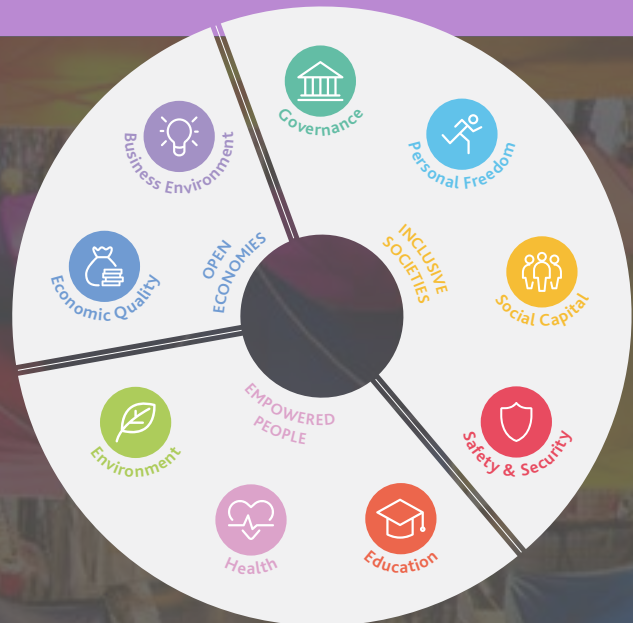 Governance
Personal Freedom
Social Capital
Safety & Security
INCLUSIVE
SOCIETIES
Education
Health
Environment
EMPOWERED
PEOPLE
Economic Quality
Business Environment
OPEN
ECONOMIES